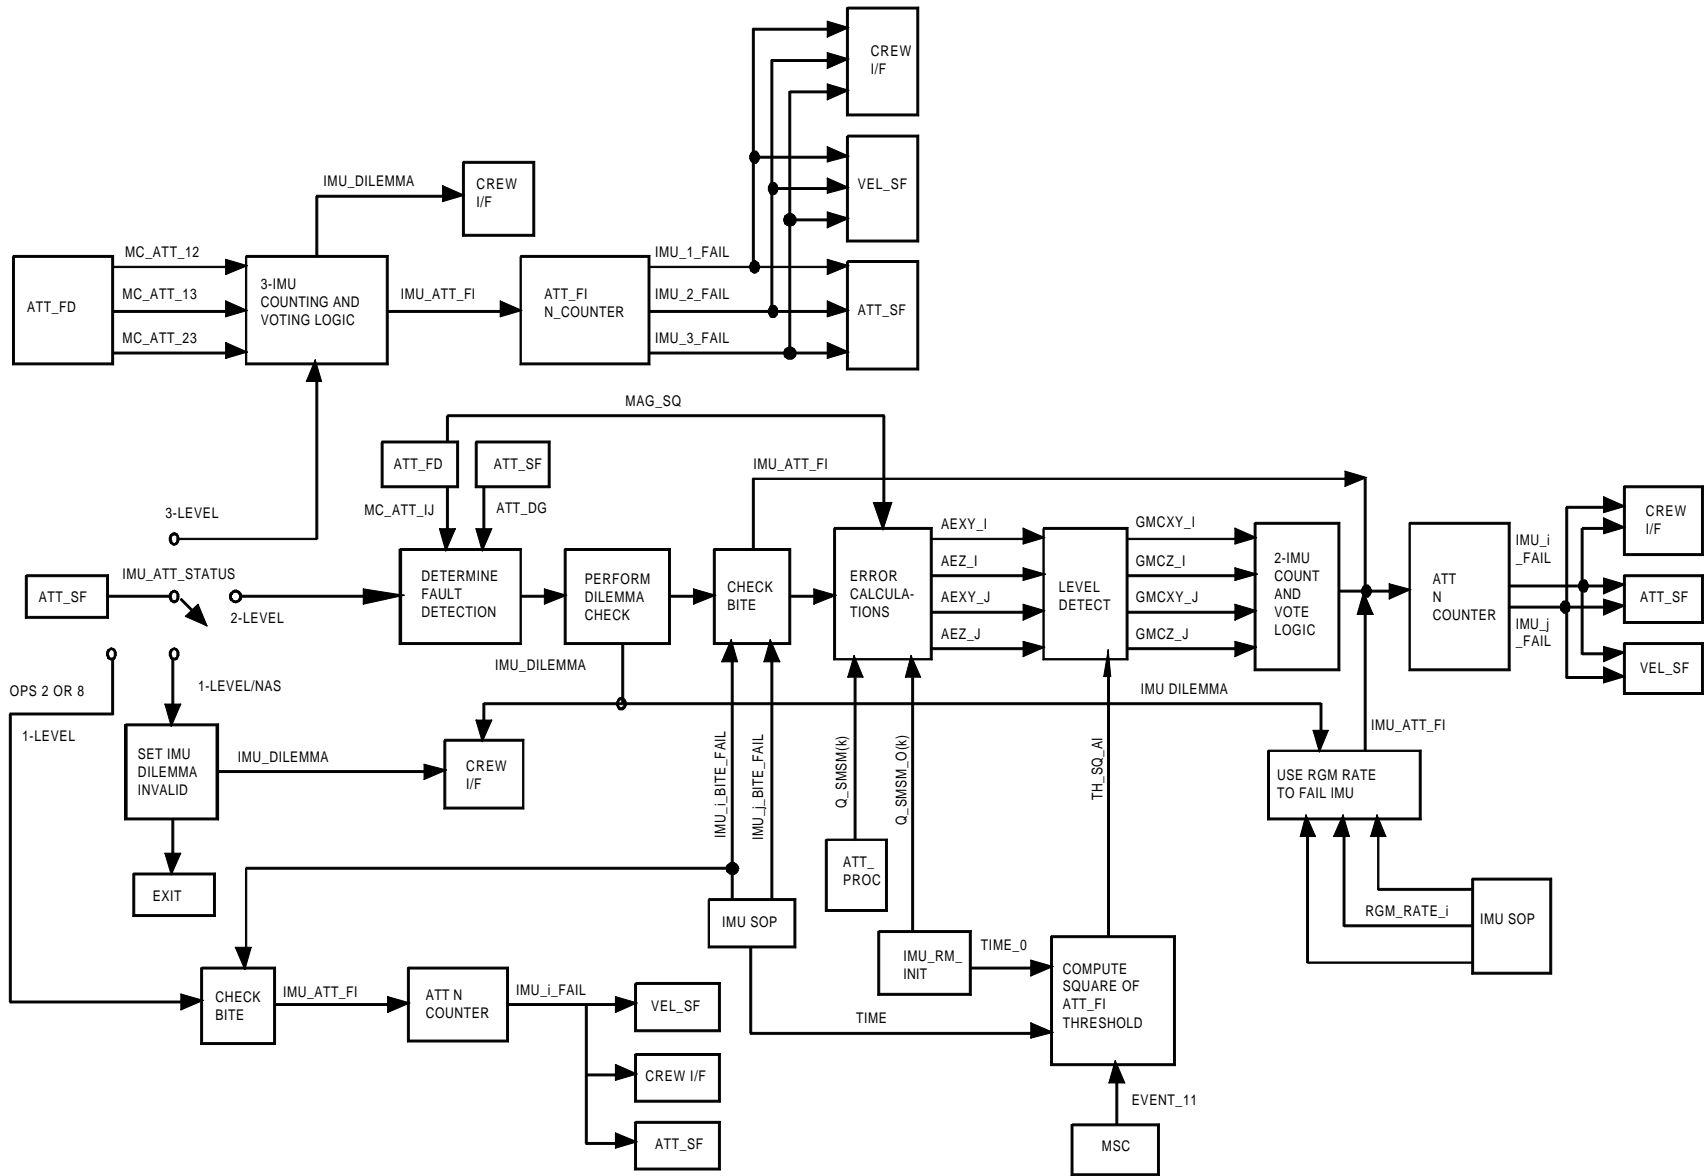 CREW
I/F
VEL_SF
ATT_SF
IMU_DILEMMA
CREW
I/F
ATT_FD
MC_ATT_12
MC_ATT_13
MC_ATT_23
3-IMU
COUNTING AND
VOTING LOGIC
IMU_ATT_FI
ATT_FI
N_COUNTER
IMU_1_FAIL
IMU_2_FAIL
IMU_3_FAIL
MAG_SQ
ATT_FD
ATT_SF
MC_ATT_IJ
ATT_DG
IMU_ATT_FI
3-LEVEL
IMU_ATT_STATUS
ATT_SF
2-LEVEL
DETERMINE
FAULT
DETECTION
PERFORM
DILEMMA
CHECK
CHECK
BITE
ERROR
CALCULA-
TIONS
AEXY_I
AEZ_I
AEXY_J
AEZ_J
LEVEL
DETECT
GMCXY_I
GMCZ_I
GMCXY_J
GMCZ_J
2-IMU
COUNT
AND
VOTE
LOGIC
ATT
N
COUNTER
IMU_i
_FAIL
IMU_j
_FAIL
CREW
I/F
ATT_SF
VEL_SF
OPS 2 OR 8
1-LEVEL
1-LEVEL/NAS
IMU_DILEMMA
IMU DILEMMA
SET IMU
DILEMMA
INVALID
IMU_DILEMMA
CREW
I/F
EXIT
IMU_i_BITE_FAIL
IMU_j_BITE_FAIL
Q_SMSM(k)
Q_SMSM_O(k)
TH_SQ_AI
IMU_ATT_FI
USE RGM RATE
TO FAIL IMU
RGM_RATE_i
IMU SOP
ATT_
PROC
IMU SOP
IMU_RM_
INIT
TIME_0
TIME
COMPUTE
SQUARE OF
ATT_FI
THRESHOLD
EVENT_11
MSC
CHECK
BITE
IMU_ATT_FI
ATT N
COUNTER
IMU_i_FAIL
VEL_SF
CREW I/F
ATT_SF